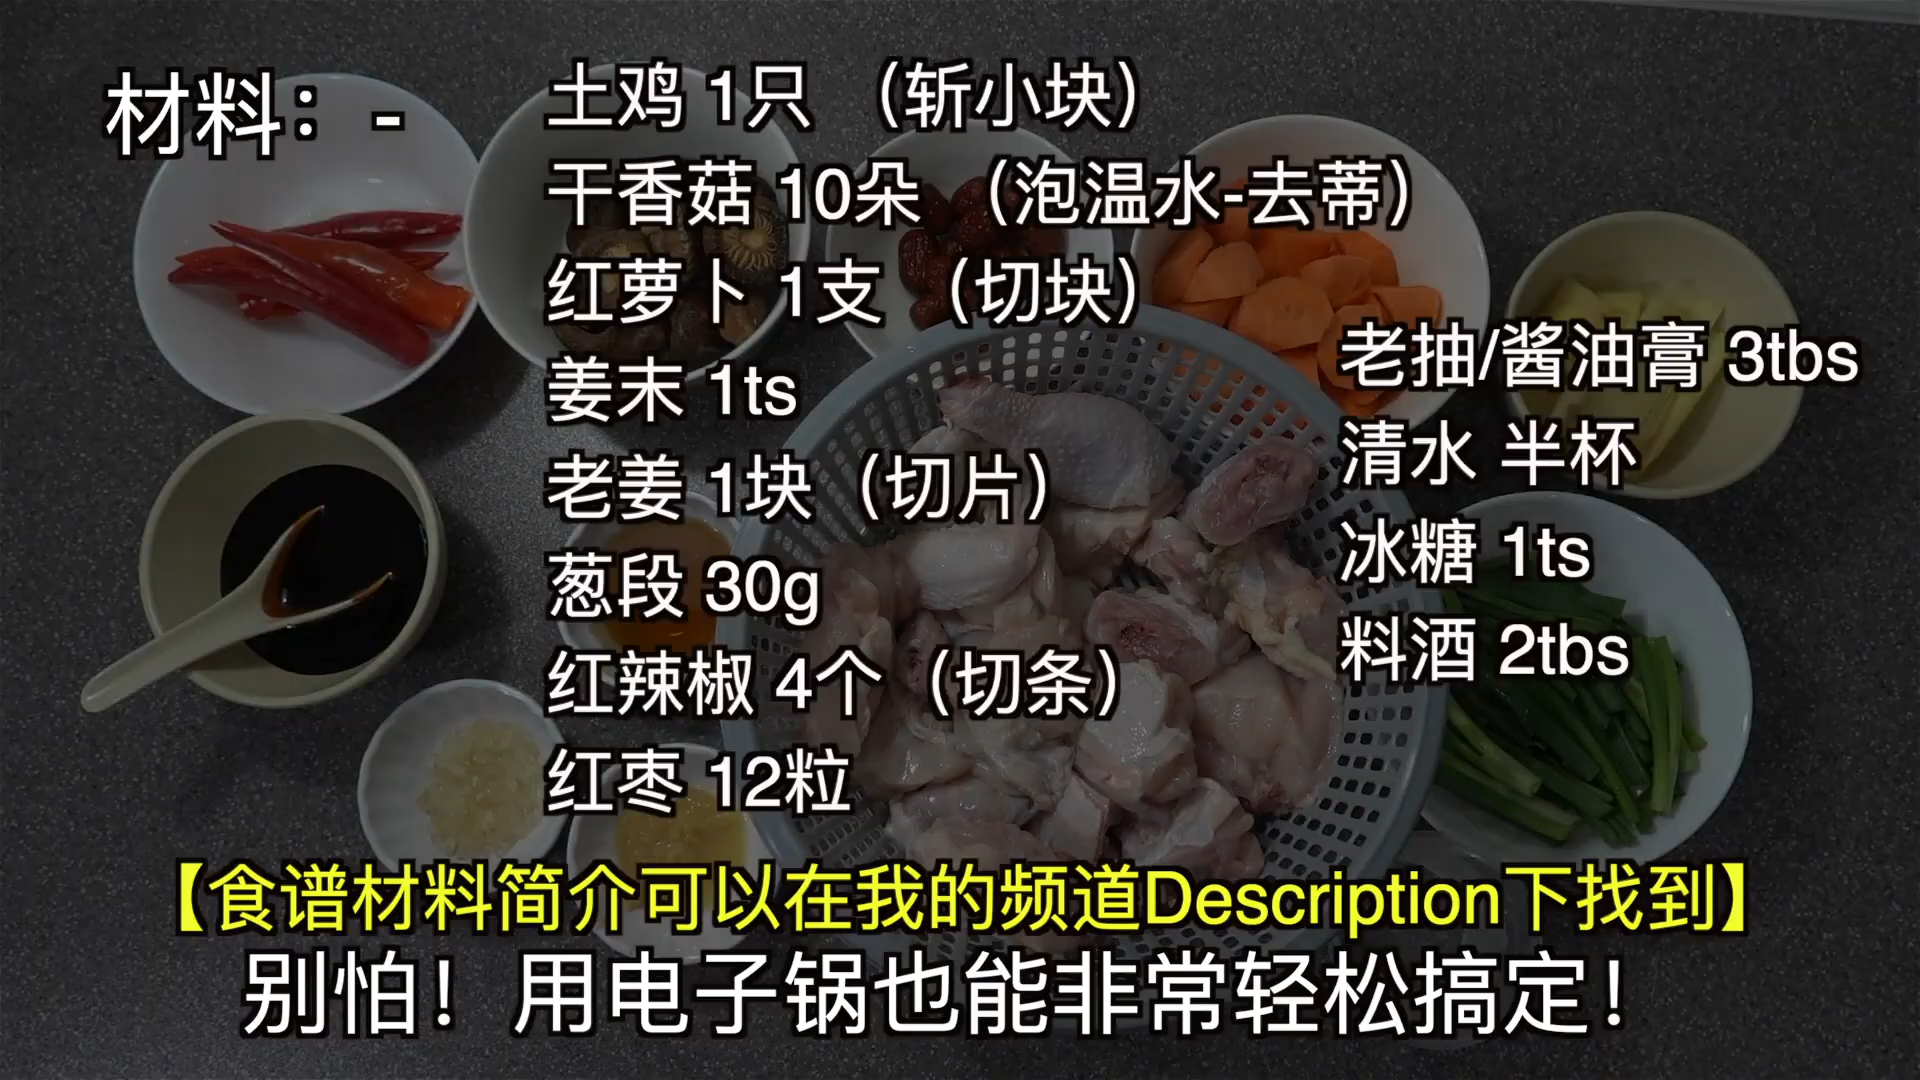 材料：-
土鸡 1只 （斩小块）
干香菇 10朵 （泡温水-去蒂）
红萝卜 1支 （切块）
姜末 1ts
老姜 1块（切片）
葱段 30g
红辣椒 4个（切条）
红枣 12粒
老抽/酱油膏 3tbs
清水 半杯
冰糖 1ts
料酒 2tbs
【食谱材料简介可以在我的频道Description下找到】
别怕！用电子锅也能非常轻松搞定！